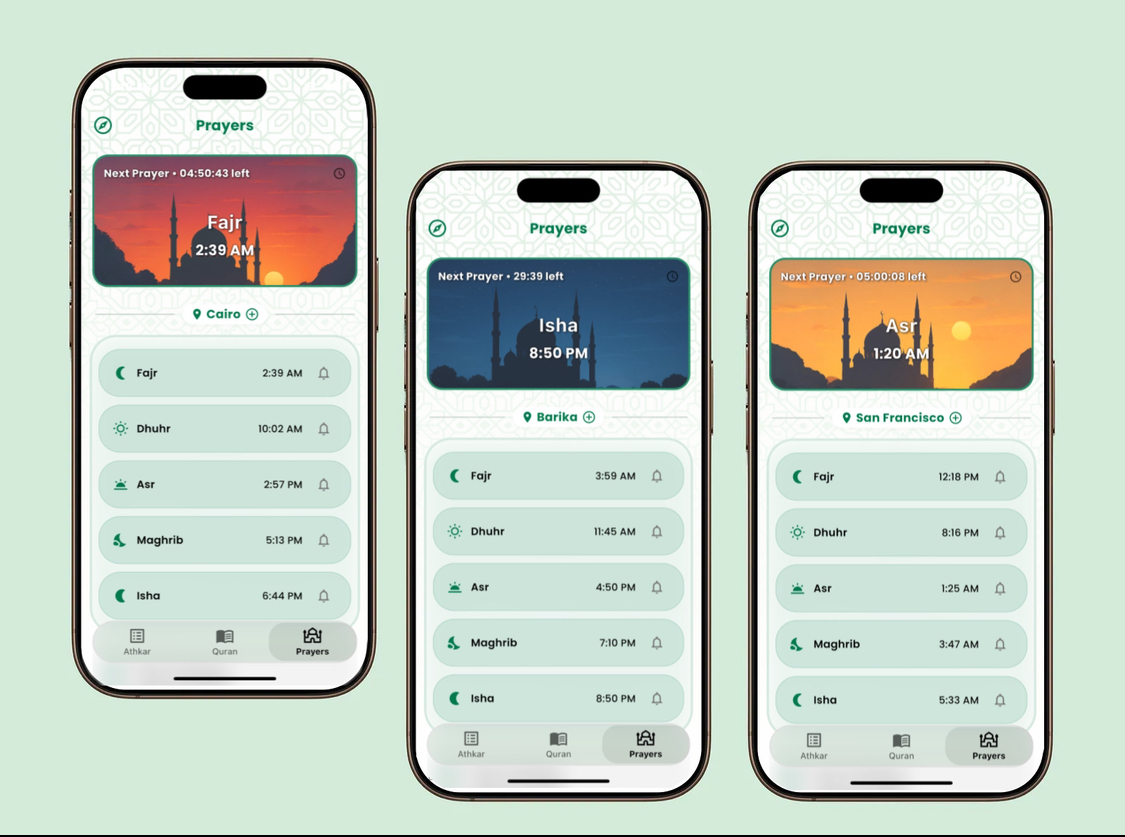 Prayers
Next Prayer • 04:50:43 left
Fajr
2:39 AM
Cairo
Fajr 2:39 AM
Dhuhr 10:02 AM
Asr 2:57 PM
Maghrib 5:13 PM
Isha 6:44 PM
Athkar Quran Prayers
Prayers
Next Prayer • 29:39 left
Isha
8:50 PM
Barika
Fajr 3:59 AM
Dhuhr 11:45 AM
Asr 4:50 PM
Maghrib 7:10 PM
Isha 8:50 PM
Athkar Quran Prayers
Prayers
Next Prayer • 05:00:08 left
Asr
1:20 AM
San Francisco
Fajr 12:18 PM
Dhuhr 8:16 PM
Asr 1:25 AM
Maghrib 3:47 AM
Isha 5:33 AM
Athkar Quran Prayers